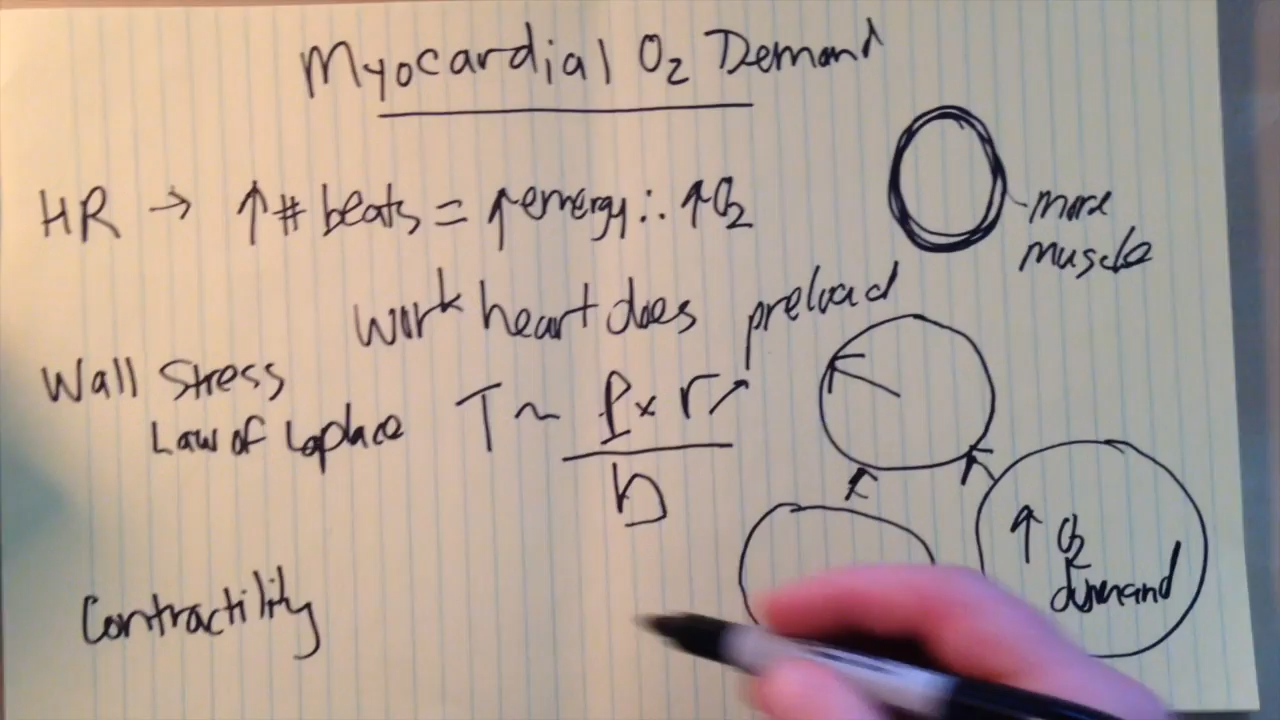 Myocardial O2 Demand
HR → ↑ # beats = ↑ energy ∴ ↑ O2
more
muscle
work heart does
preload
Wall Stress
Law of Laplace
T ~ P x r
h
↑ O2
demand
Contractility